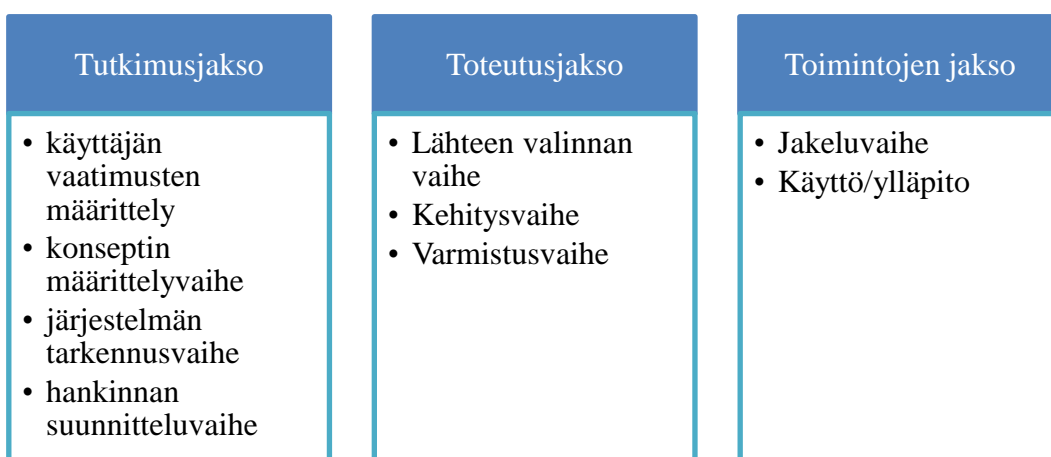 Tutkimusjakso
• käyttäjän
vaatimusten
määrittely
• konseptin
määrittelyvaihe
• järjestelmän
tarkennusvaihe
• hankinnan
suunnitteluvaihe
Toteutusjakso
• Lähteen valinnan
vaihe
• Kehitysvaihe
• Varmistusvaihe
Toimintojen jakso
• Jakeluvaihe
• Käyttö/ylläpito